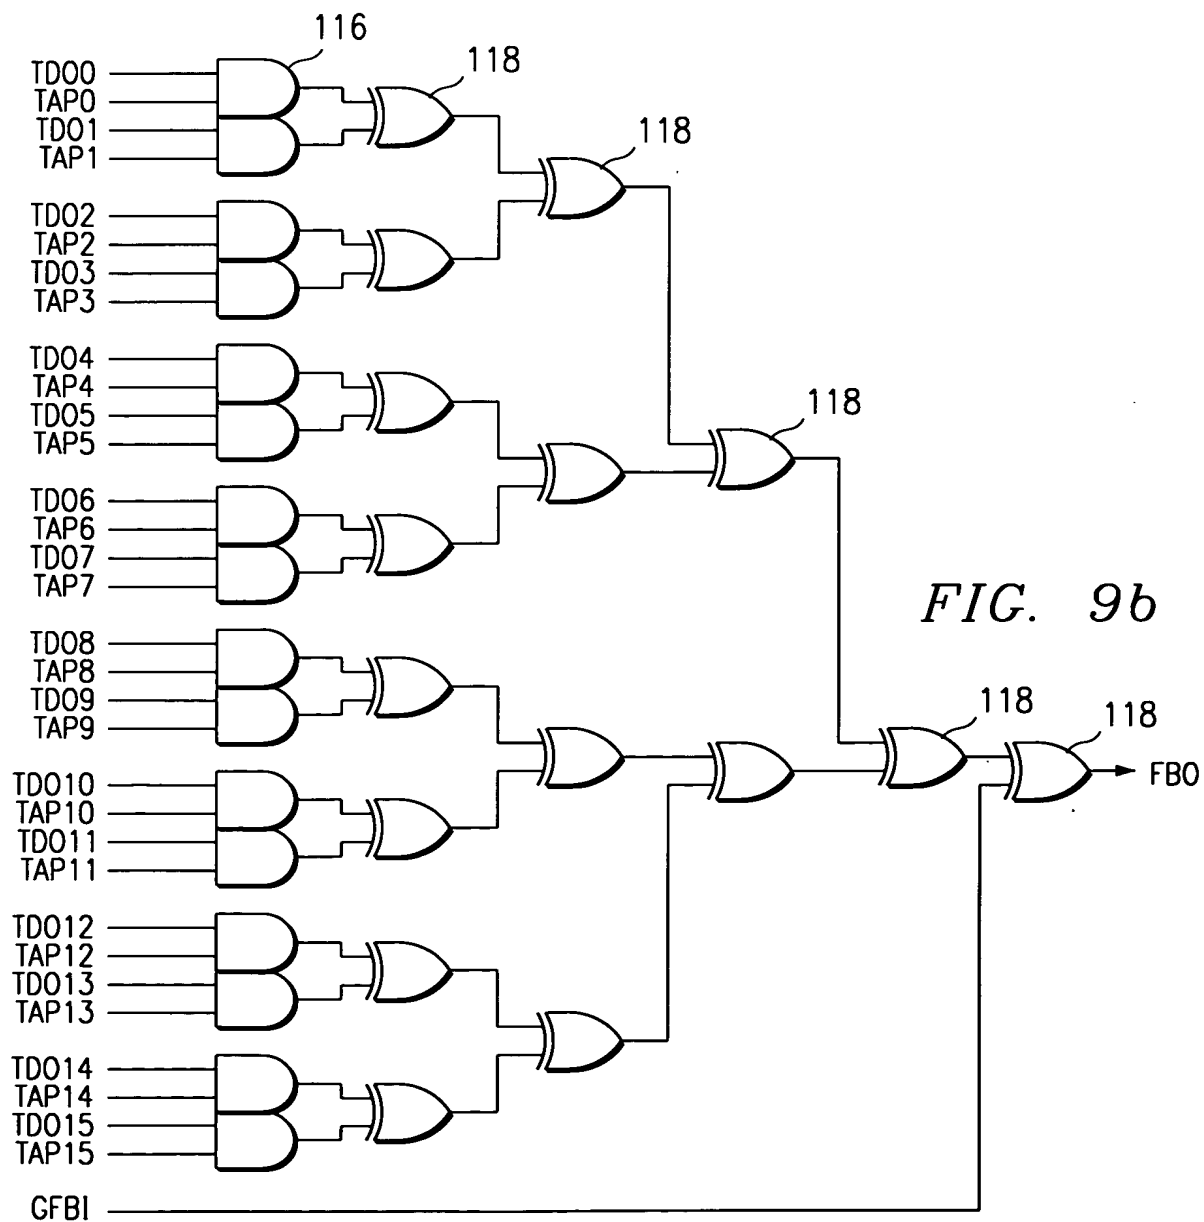 116
118
118
TDO0
TAP0
TDO1
TAP1
TDO2
TAP2
TDO3
TAP3
TDO4
TAP4
TDO5
TAP5
118
TDO6
TAP6
TDO7
TAP7
FIG. 9b
TDO8
TAP8
TDO9
TAP9
118
118
FBO
TDO10
TAP10
TDO11
TAP11
TDO12
TAP12
TDO13
TAP13
TDO14
TAP14
TDO15
TAP15
GFBI